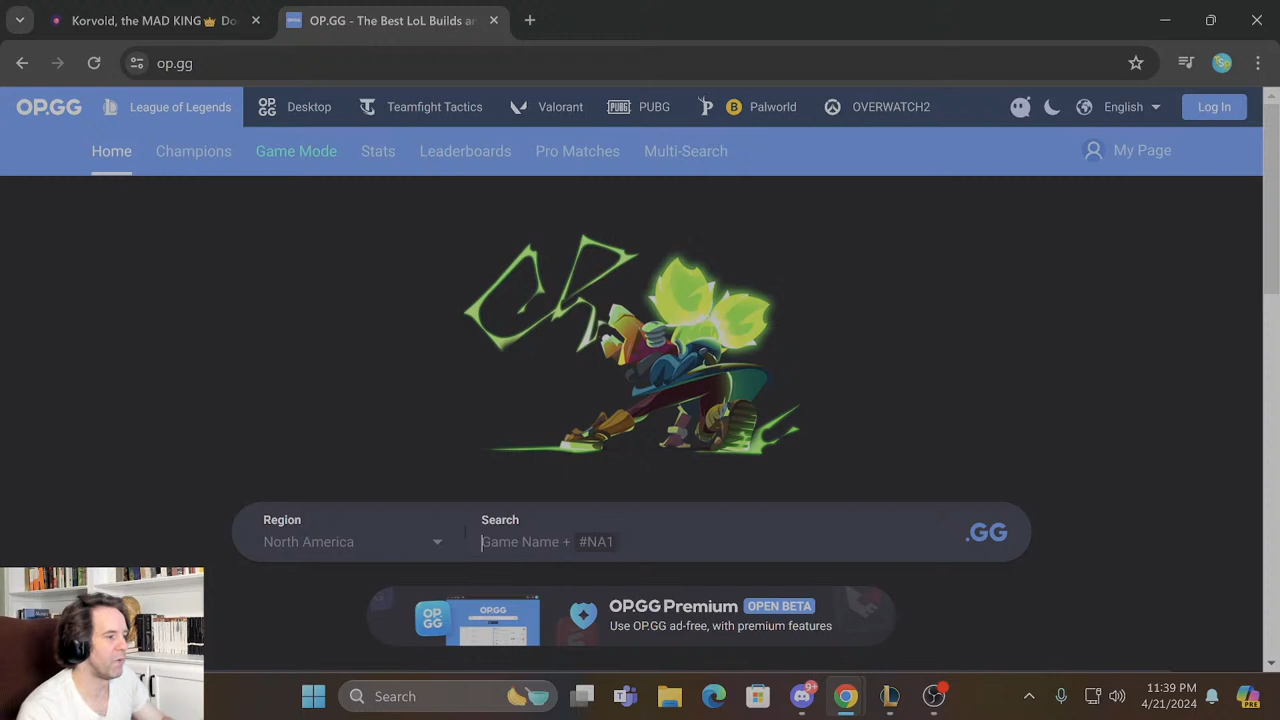 Korvold, the MAD KING👑 Do
OP.GG - The Best LoL Builds a
op.gg
OP.GG League of Legends OP GG Desktop Teamfight Tactics Valorant PUBG Palworld OVERWATCH2 English Log In
Home Champions Game Mode Stats Leaderboards Pro Matches Multi-Search My Page
Region
North America
Search
Game Name + #NA1
.GG
OP.GG Premium OPEN BETA
Use OP.GG ad-free, with premium features
Search
9+
11:39 PM
4/21/2024
PRE